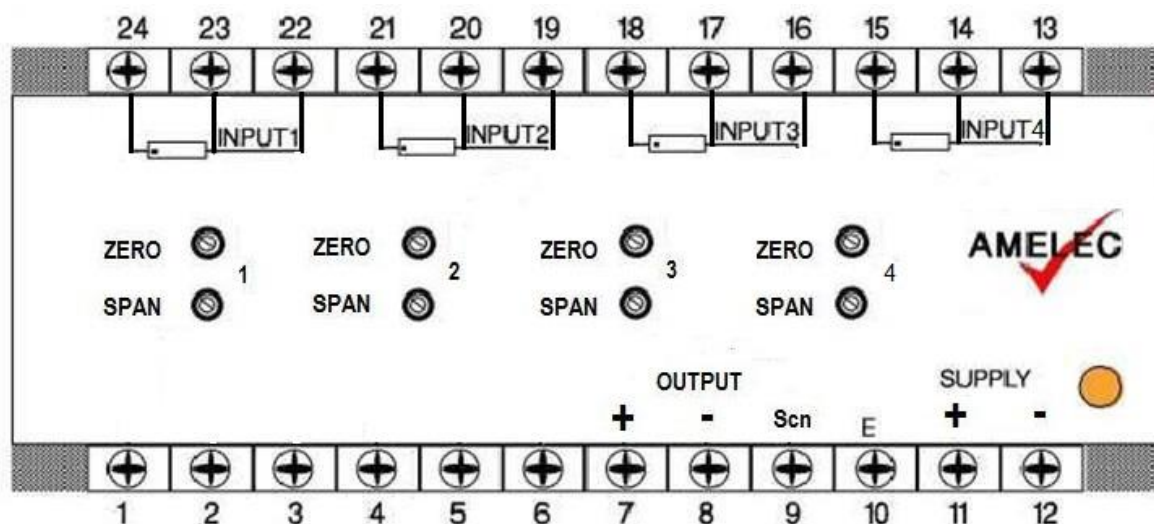 24 23 22 21 20 19 18 17 16 15 14 13
INPUT1 INPUT2 INPUT3 INPUT4
ZERO ZERO ZERO ZERO AMELEC
1 2 3 4
SPAN SPAN SPAN SPAN
OUTPUT SUPPLY
+ - Scn E + -
1 2 3 4 5 6 7 8 9 10 11 12